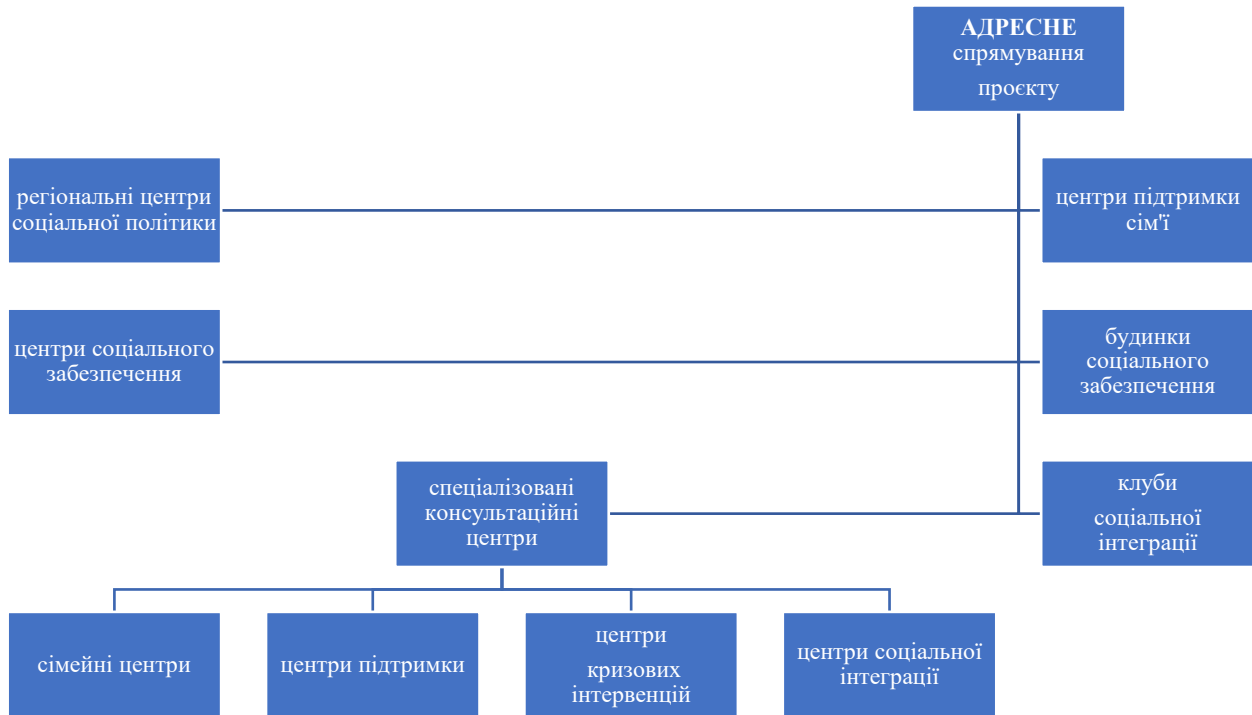 АДРЕСНЕ
спрямування
проєкту
регіональні центри
соціальної політики
центри підтримки
сім'ї
центри соціального
забезпечення
будинки
соціального
забезпечення
спеціалізовані
консультаційні
центри
клуби
соціальної
інтеграції
сімейні центри
центри підтримки
центри
кризових
інтервенцій
центри соціальної
інтеграції